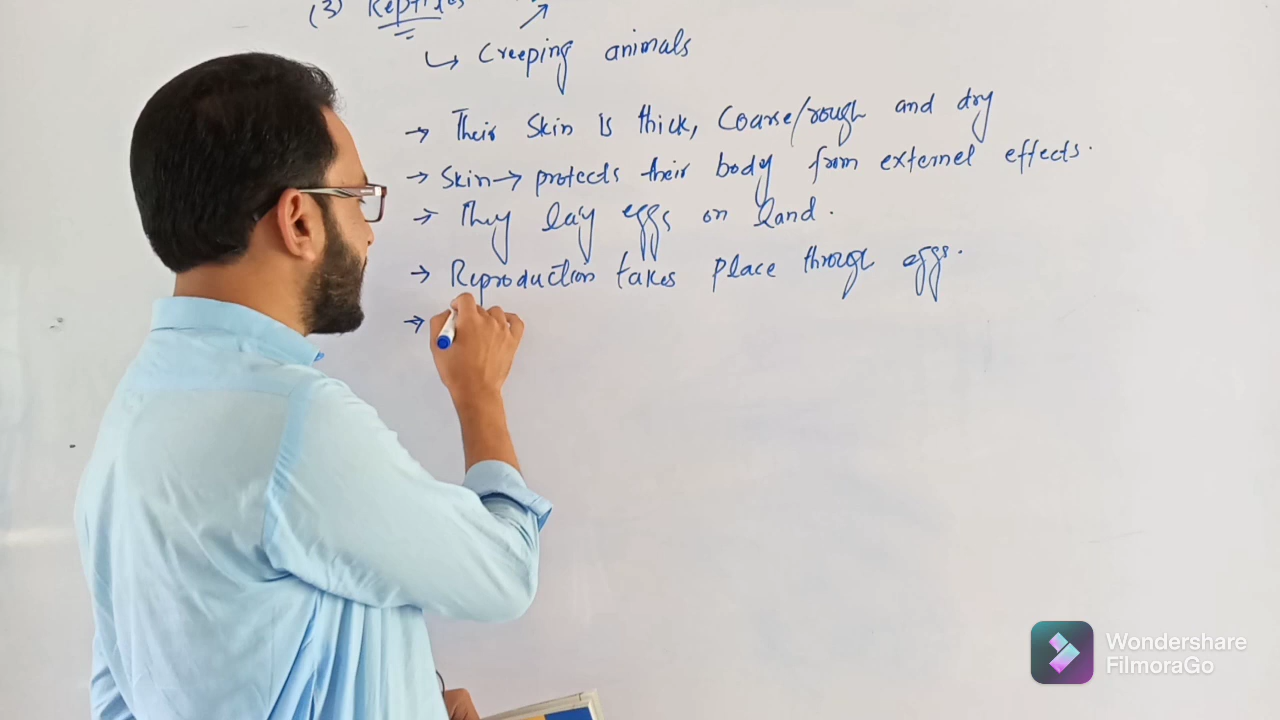 (3) Reptiles
↳ Creeping animals
→ Their Skin is thick, Coarse/rough and dry
→ Skin → protects their body from external effects.
→ They lay eggs on land.
→ Reproduction takes place through eggs.
→
Wondershare
FilmoraGo